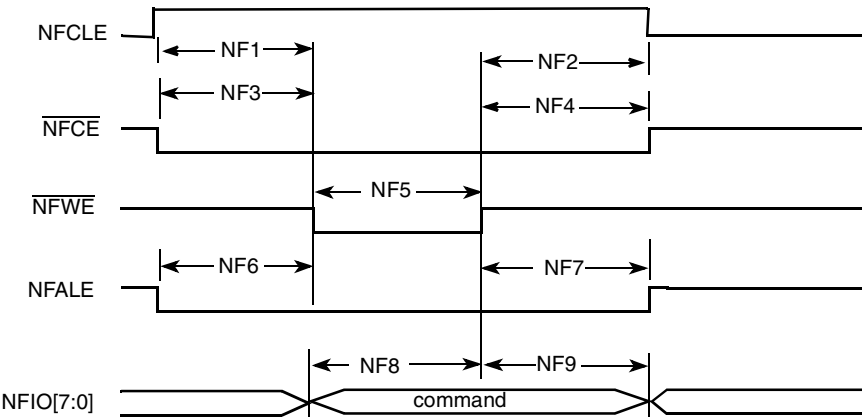 NFCLE
NF1
NF2
NF3
NF4
NFCE
NF5
NFWE
NF6
NF7
NFALE
NF8
NF9
NFIO[7:0]
command